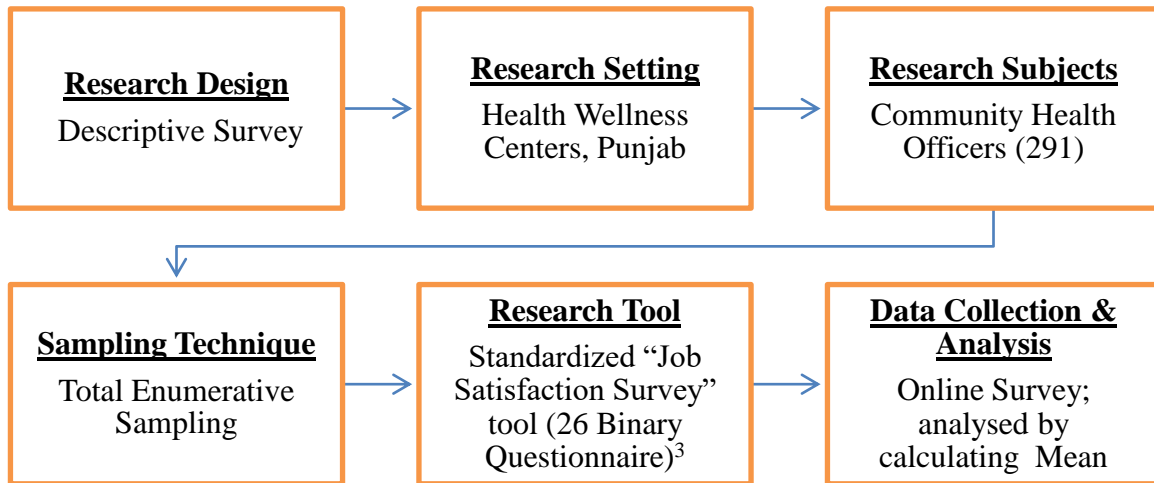 Research Design
Descriptive Survey
Research Setting
Health Wellness
Centers, Punjab
Research Subjects
Community Health
Officers (291)
Sampling Technique
Total Enumerative
Sampling
Research Tool
Standardized “Job
Satisfaction Survey”
tool (26 Binary
Questionnaire)³
Data Collection &
Analysis
Online Survey;
analysed by
calculating Mean